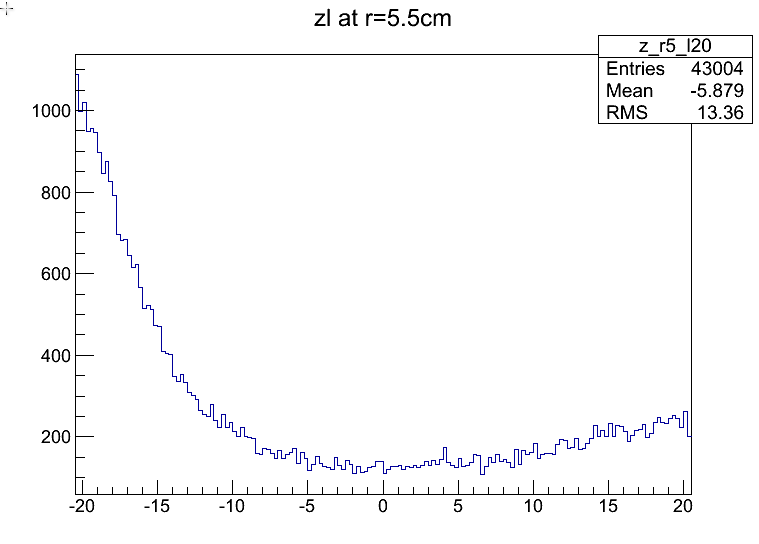 zl at r=5.5cm
z_r5_l20
Entries 43004
Mean -5.879
RMS 13.36
1000
800
600
400
200
-20 -15 -10 -5 0 5 10 15 20